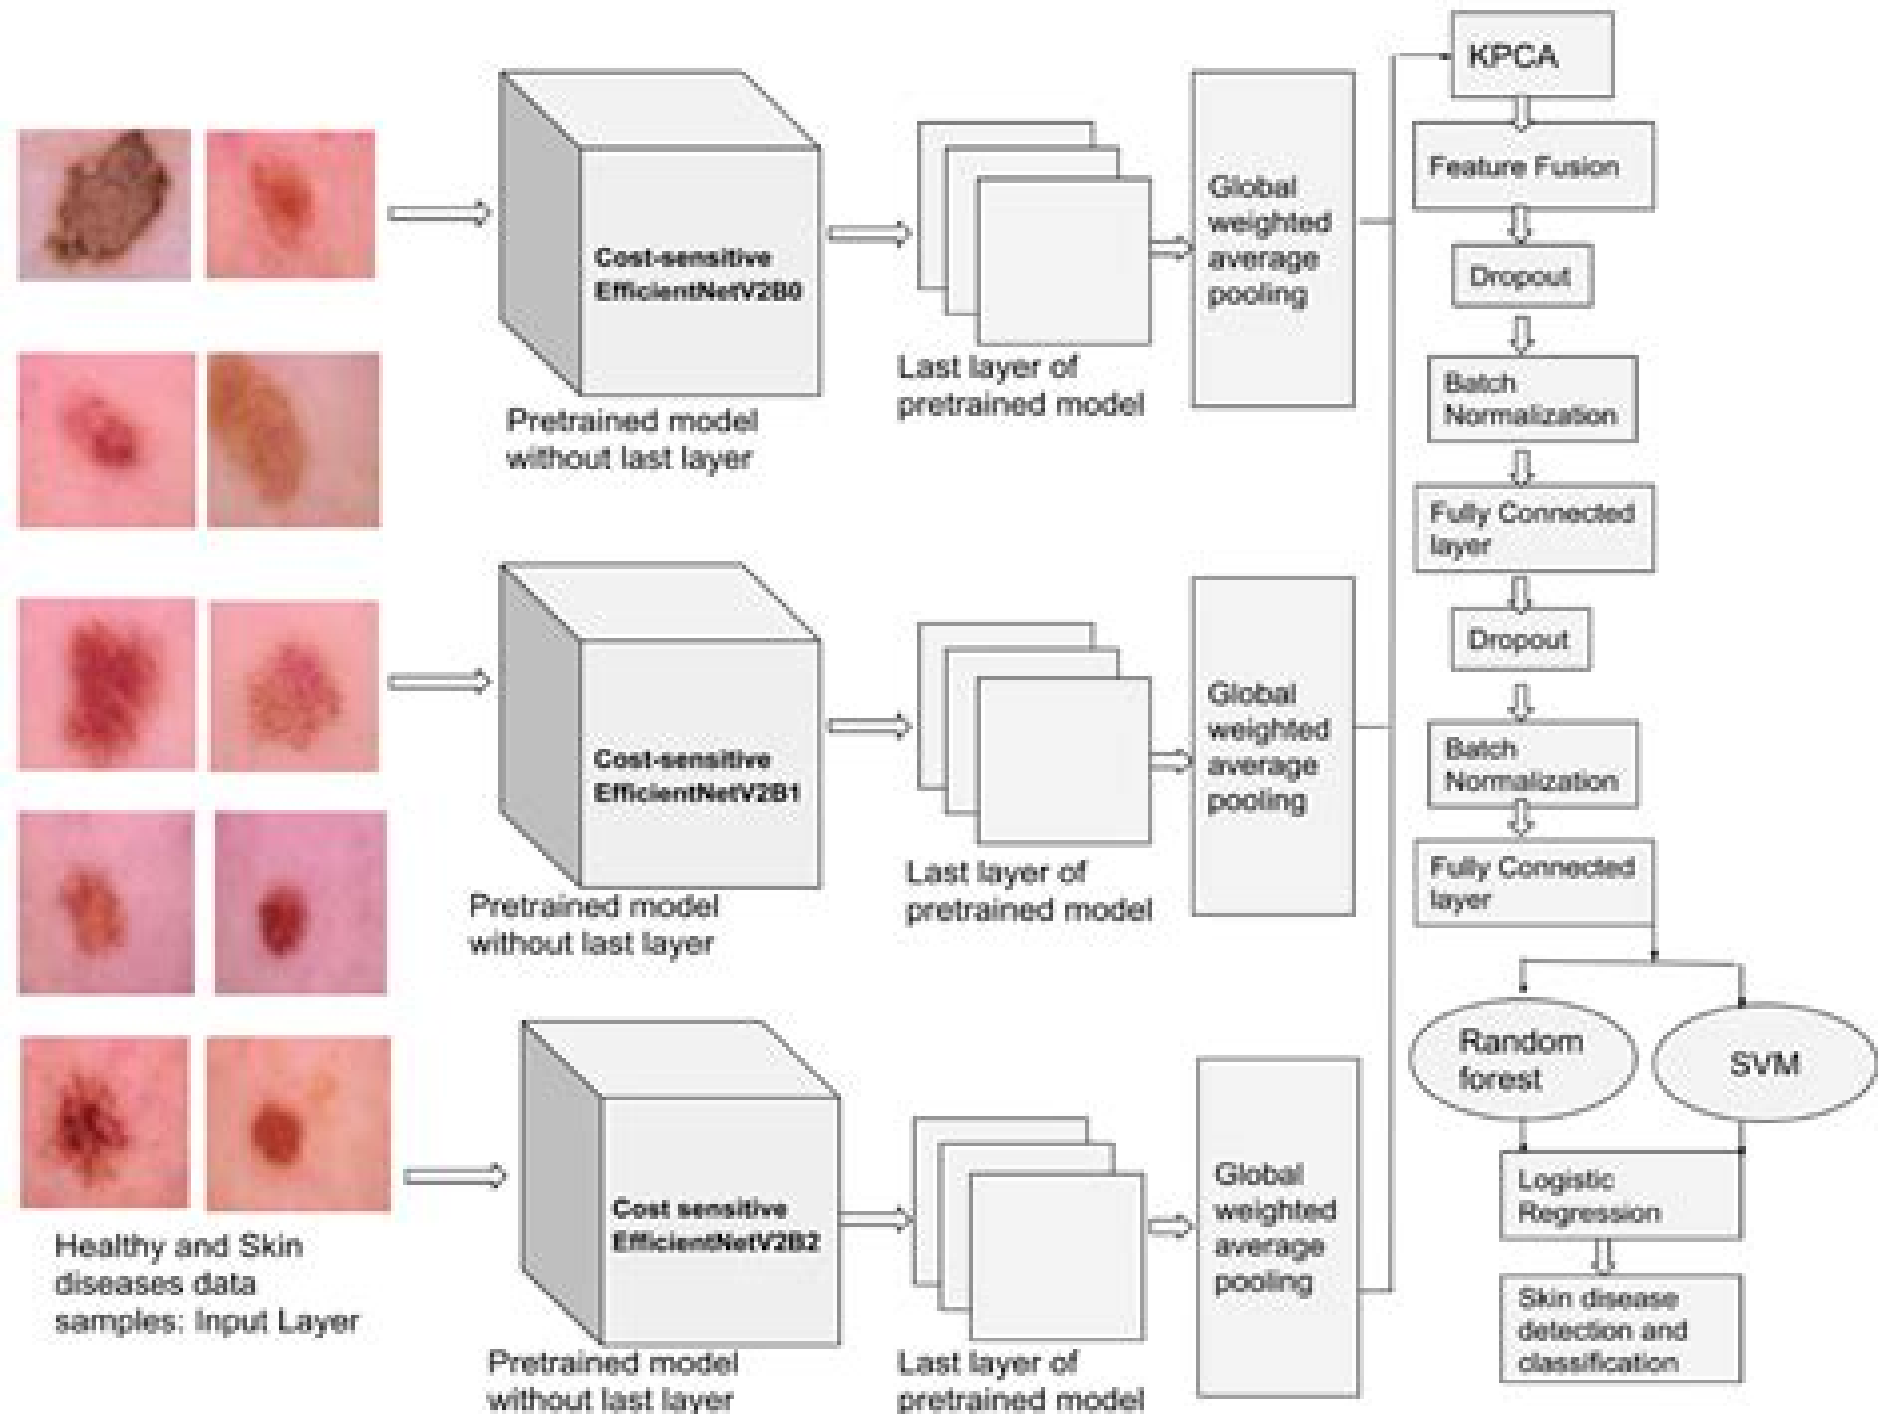 Healthy and Skin
diseases data
samples: Input Layer
Cost-sensitive
EfficientNetV2B0
Pretrained model
without last layer
Last layer of
pretrained model
Global
weighted
average
pooling
Cost-sensitive
EfficientNetV2B1
Pretrained model
without last layer
Last layer of
pretrained model
Global
weighted
average
pooling
Cost sensitive
EfficientNetV2B2
Pretrained model
without last layer
Last layer of
pretrained model
Global
weighted
average
pooling
KPCA
Feature Fusion
Dropout
Batch
Normalization
Fully Connected
layer
Dropout
Batch
Normalization
Fully Connected
layer
Random
forest
SVM
Logistic
Regression
Skin disease
detection and
classification